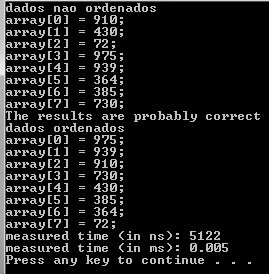 dados nao ordenados
array[0] = 910;
array[1] = 430;
array[2] = 72;
array[3] = 975;
array[4] = 939;
array[5] = 364;
array[6] = 385;
array[7] = 730;
The results are probably correct
dados ordenados
array[0] = 975;
array[1] = 939;
array[2] = 910;
array[3] = 730;
array[4] = 430;
array[5] = 385;
array[6] = 364;
array[7] = 72;
measured time (in ns): 5122
measured time (in ms): 0.005
Press any key to continue . . .